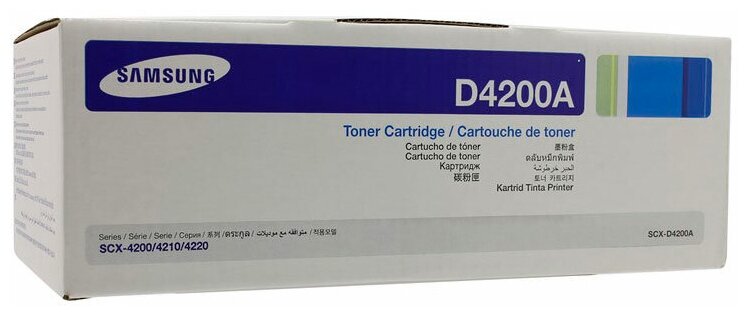 SAMSUNG
D4200A
Toner Cartridge / Cartouche de toner
Cartucho de tóner
Cartucho de toner
Картридж
碳粉匣
墨粉盒
ตลับหมึกพิมพ์
الحبر خرطوشة
토너 카트리지
Kartrid Tinta Printer
Series / Série / Serie / Серия / 系列 /ตระกูล / متوافقه مع موديلات /적용모델
SCX-4200/4210/4220
SCX-D4200A